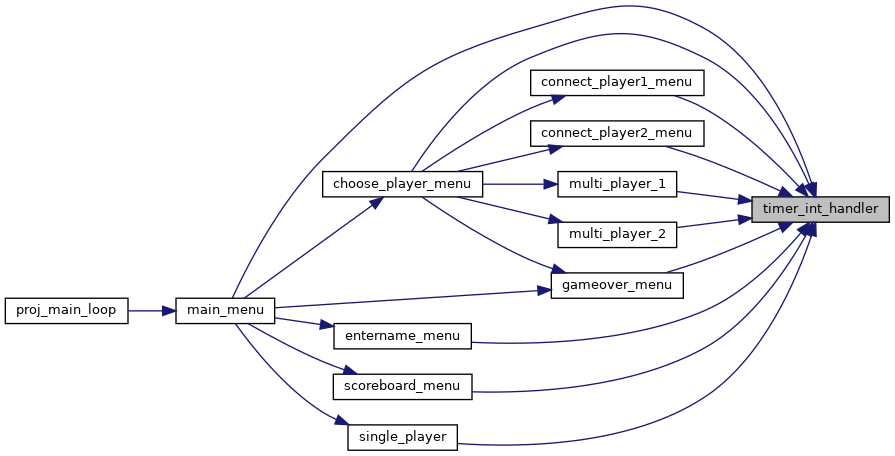 connect_player1_menu
connect_player2_menu
choose_player_menu
multi_player_1
timer_int_handler
multi_player_2
gameover_menu
proj_main_loop
main_menu
entername_menu
scoreboard_menu
single_player